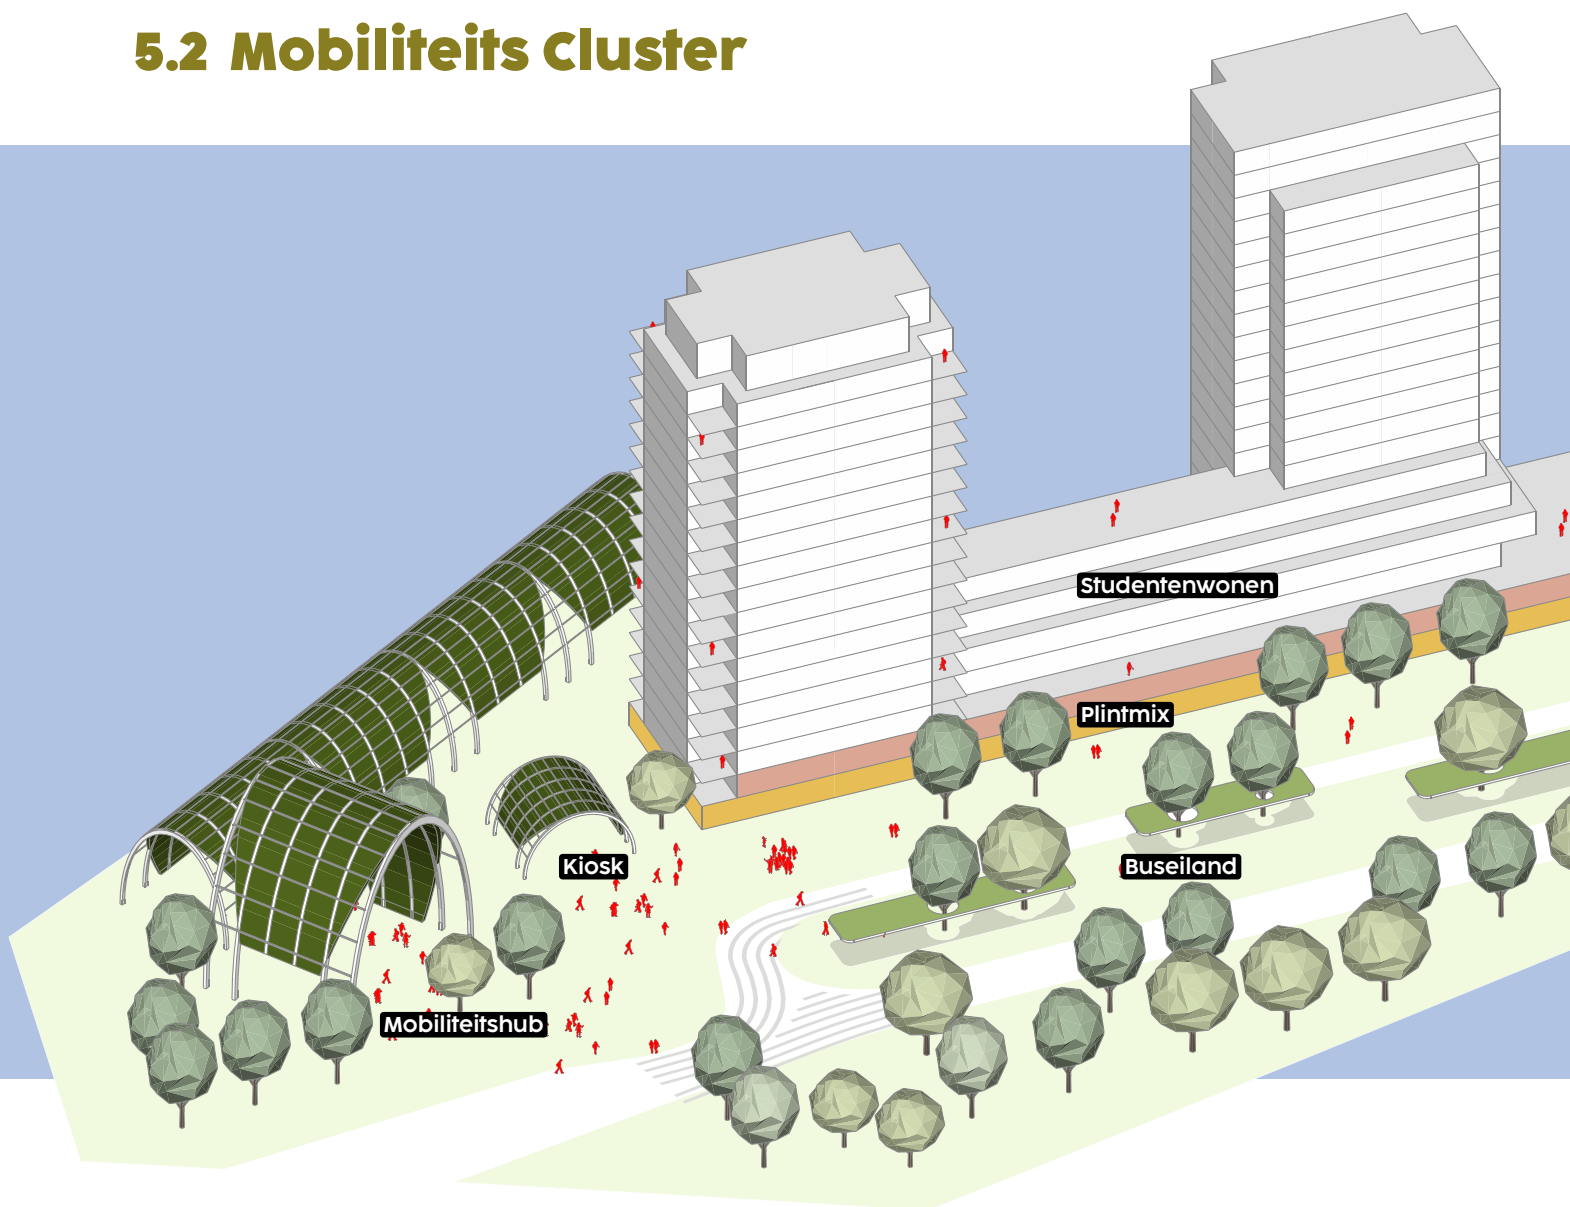 5.2 Mobiliteits Cluster
Studentenwonen
Plintmix
Kiosk
Buseiland
Mobiliteitshub